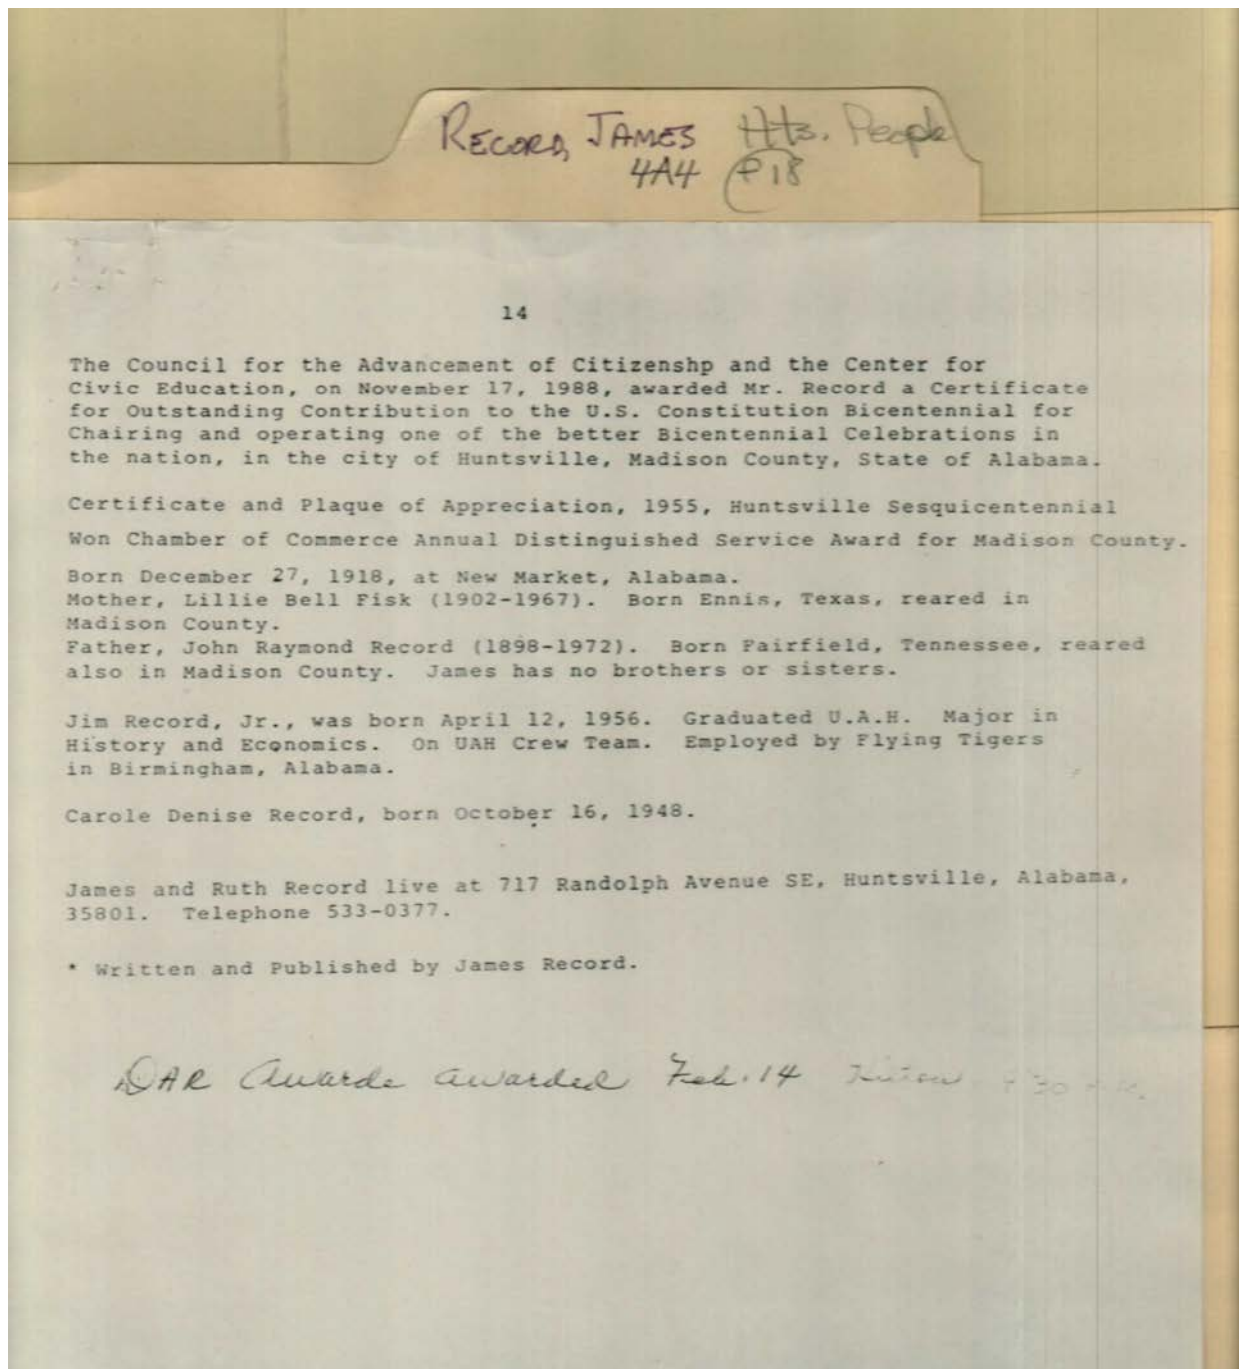 RECORD, JAMES Hts. People
4A4 P18
14
The Council for the Advancement of Citizenshp and the Center for
Civic Education, on November 17, 1988, awarded Mr. Record a Certificate
for Outstanding Contribution to the U.S. Constitution Bicentennial for
Chairing and operating one of the better Bicentennial Celebrations in
the nation, in the city of Huntsville, Madison County, State of Alabama.
Certificate and Plaque of Appreciation, 1955, Huntsville Sesquicentennial
Won Chamber of Commerce Annual Distinguished Service Award for Madison County.
Born December 27, 1918, at New Market, Alabama.
Mother, Lillie Bell Fisk (1902-1967). Born Ennis, Texas, reared in
Madison County.
Father, John Raymond Record (1898-1972). Born Fairfield, Tennessee, reared
also in Madison County. James has no brothers or sisters.
Jim Record, Jr., was born April 12, 1956. Graduated U.A.H. Major in
History and Economics. On UAH Crew Team. Employed by Flying Tigers
in Birmingham, Alabama.
Carole Denise Record, born October 16, 1948.
James and Ruth Record live at 717 Randolph Avenue SE, Huntsville, Alabama,
35801. Telephone 533-0377.
* Written and Published by James Record.
DAR Awarde awarded Feb. 14